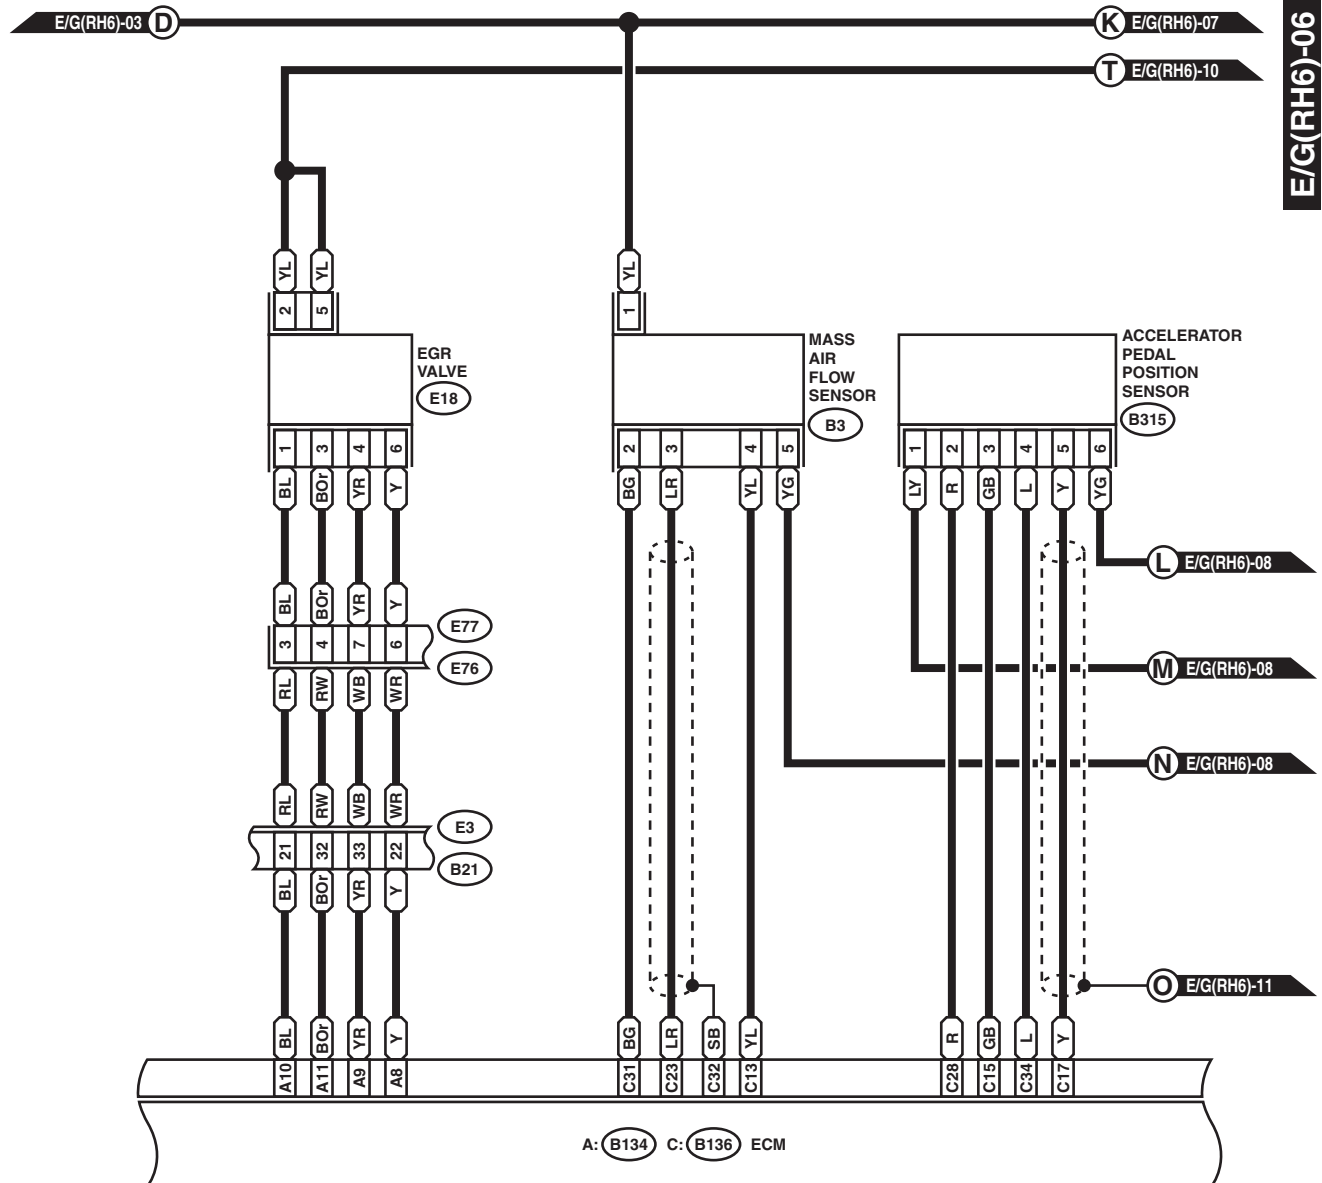 E/G(RH6)-03 D
K E/G(RH6)-07
T E/G(RH6)-10
E/G(RH6)-06
YL YL YL
2 5 1
EGR
VALVE
E18
MASS
AIR
FLOW
SENSOR
B3
ACCELERATOR
PEDAL
POSITION
SENSOR
B315
1 3 4 6 2 3 4 5 1 2 3 4 5 6
BL BOr YR Y BG LR YL YG LY R GB L Y YG
L E/G(RH6)-08
BL BOr YR Y
3 4 7 6
E77
E76
RL RW WB WR
M E/G(RH6)-08
N E/G(RH6)-08
RL RW WB WR
21 32 33 22
E3
B21
BL BOr YR Y
O E/G(RH6)-11
BL BOr YR Y BG LR SB YL R GB L Y
A10 A11 A9 A8 C31 C23 C32 C13 C28 C15 C34 C17
A: B134 C: B136 ECM